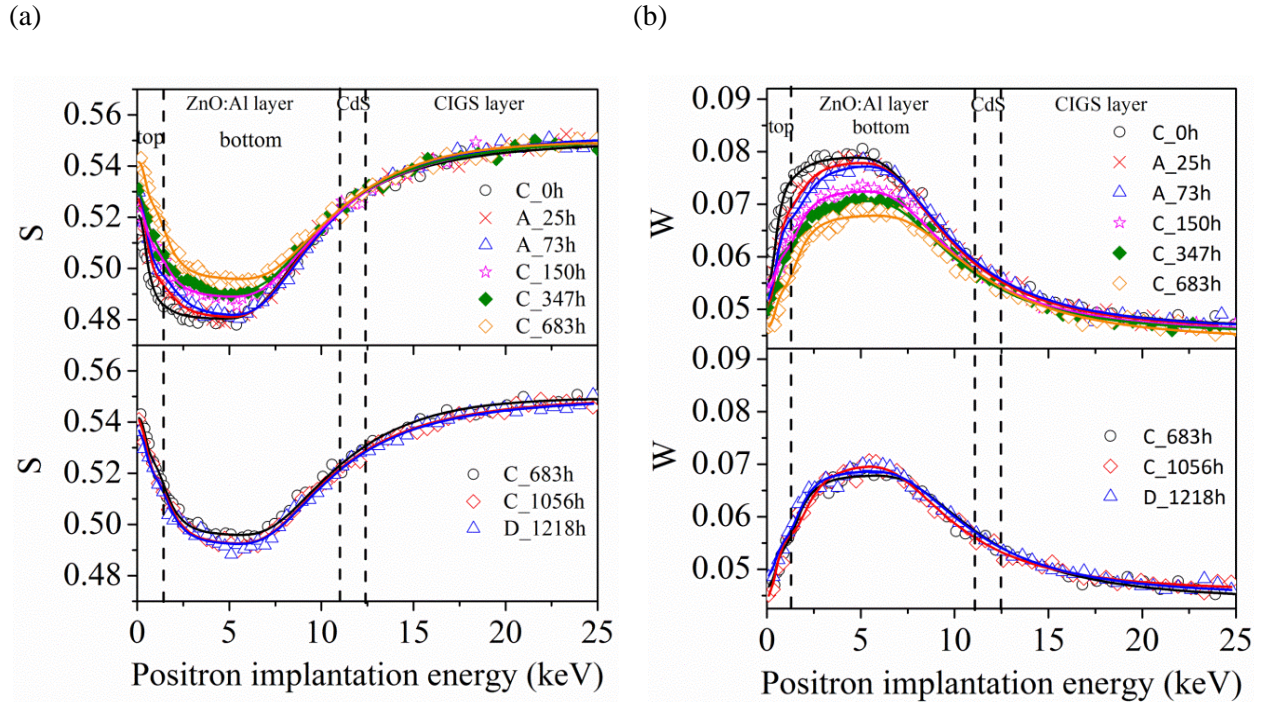 (a)
(b)
ZnO:Al layer
CdS
CIGS layer
top
bottom
0.56
0.54
0.52
0.50
0.48
S
C_0h
A_25h
A_73h
C_150h
C_347h
C_683h
0.56
0.54
0.52
0.50
0.48
S
C_683h
C_1056h
D_1218h
0 5 10 15 20 25
Positron implantation energy (keV)
ZnO:Al layer
CdS
CIGS layer
top
bottom
0.09
0.08
0.07
0.06
0.05
W
C_0h
A_25h
A_73h
C_150h
C_347h
C_683h
0.09
0.08
0.07
0.06
0.05
W
C_683h
C_1056h
D_1218h
0 5 10 15 20 25
Positron implantation energy (keV)